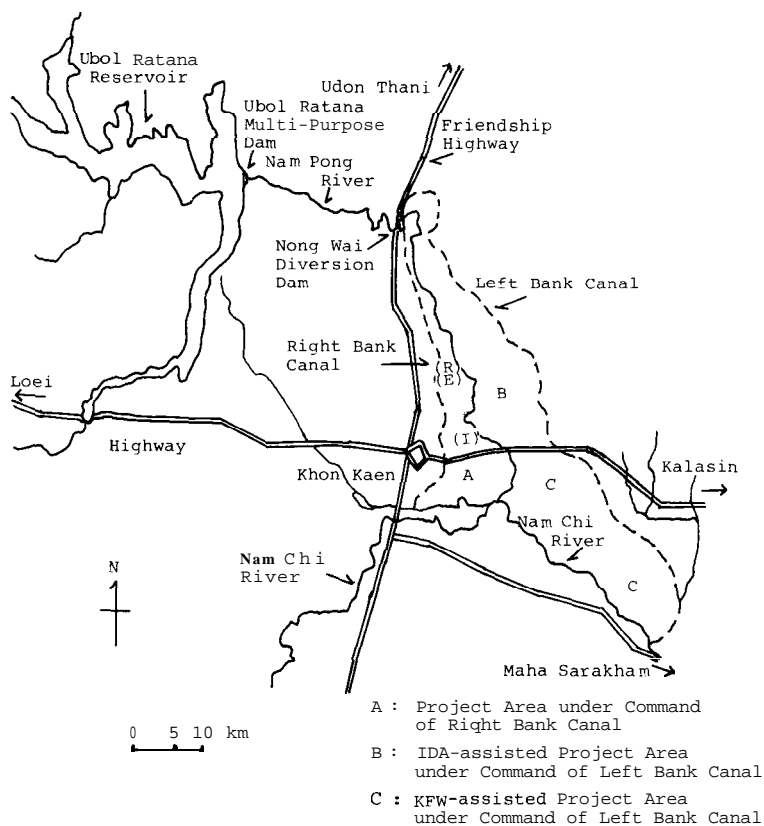 Ubol Ratana
Reservoir
Udon Thani
Ubol Ratana
Multi-Purpose
Dam
Friendship
Highway
Nam Pong
River
Nong Wai
Diversion
Dam
Left Bank Canal
Right Bank
Canal
(R)
(E)
B
Loei
(I)
Highway
Khon Kaen
A
C
Kalasin
Nam Chi
River
Nam Chi
River
N
C
Maha Sarakham
0 5 10 km
A : Project Area under Command
of Riqht Bank Canal
B : IDA-assisted Project Area
under Command of Left Bank Canal
C : KFW-assisted Project Area
under Command of Left Bank Canal